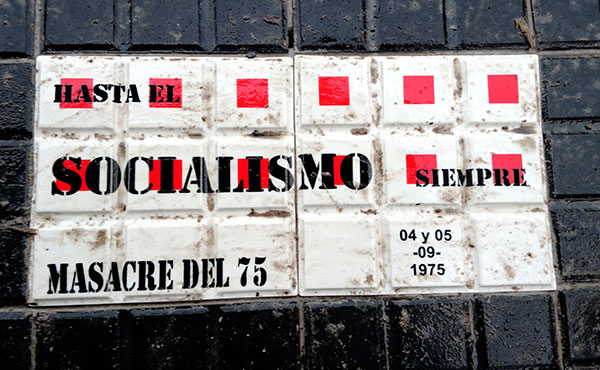 HASTA EL
SOCIALISMO SIEMPRE
MASACRE DEL 75
04 y 05
-09-
1975